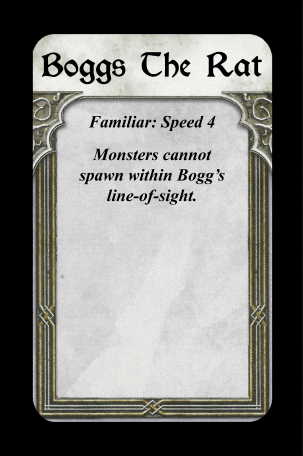 Boggs The Rat
Familiar: Speed 4
Monsters cannot
spawn within Bogg's
line-of-sight.